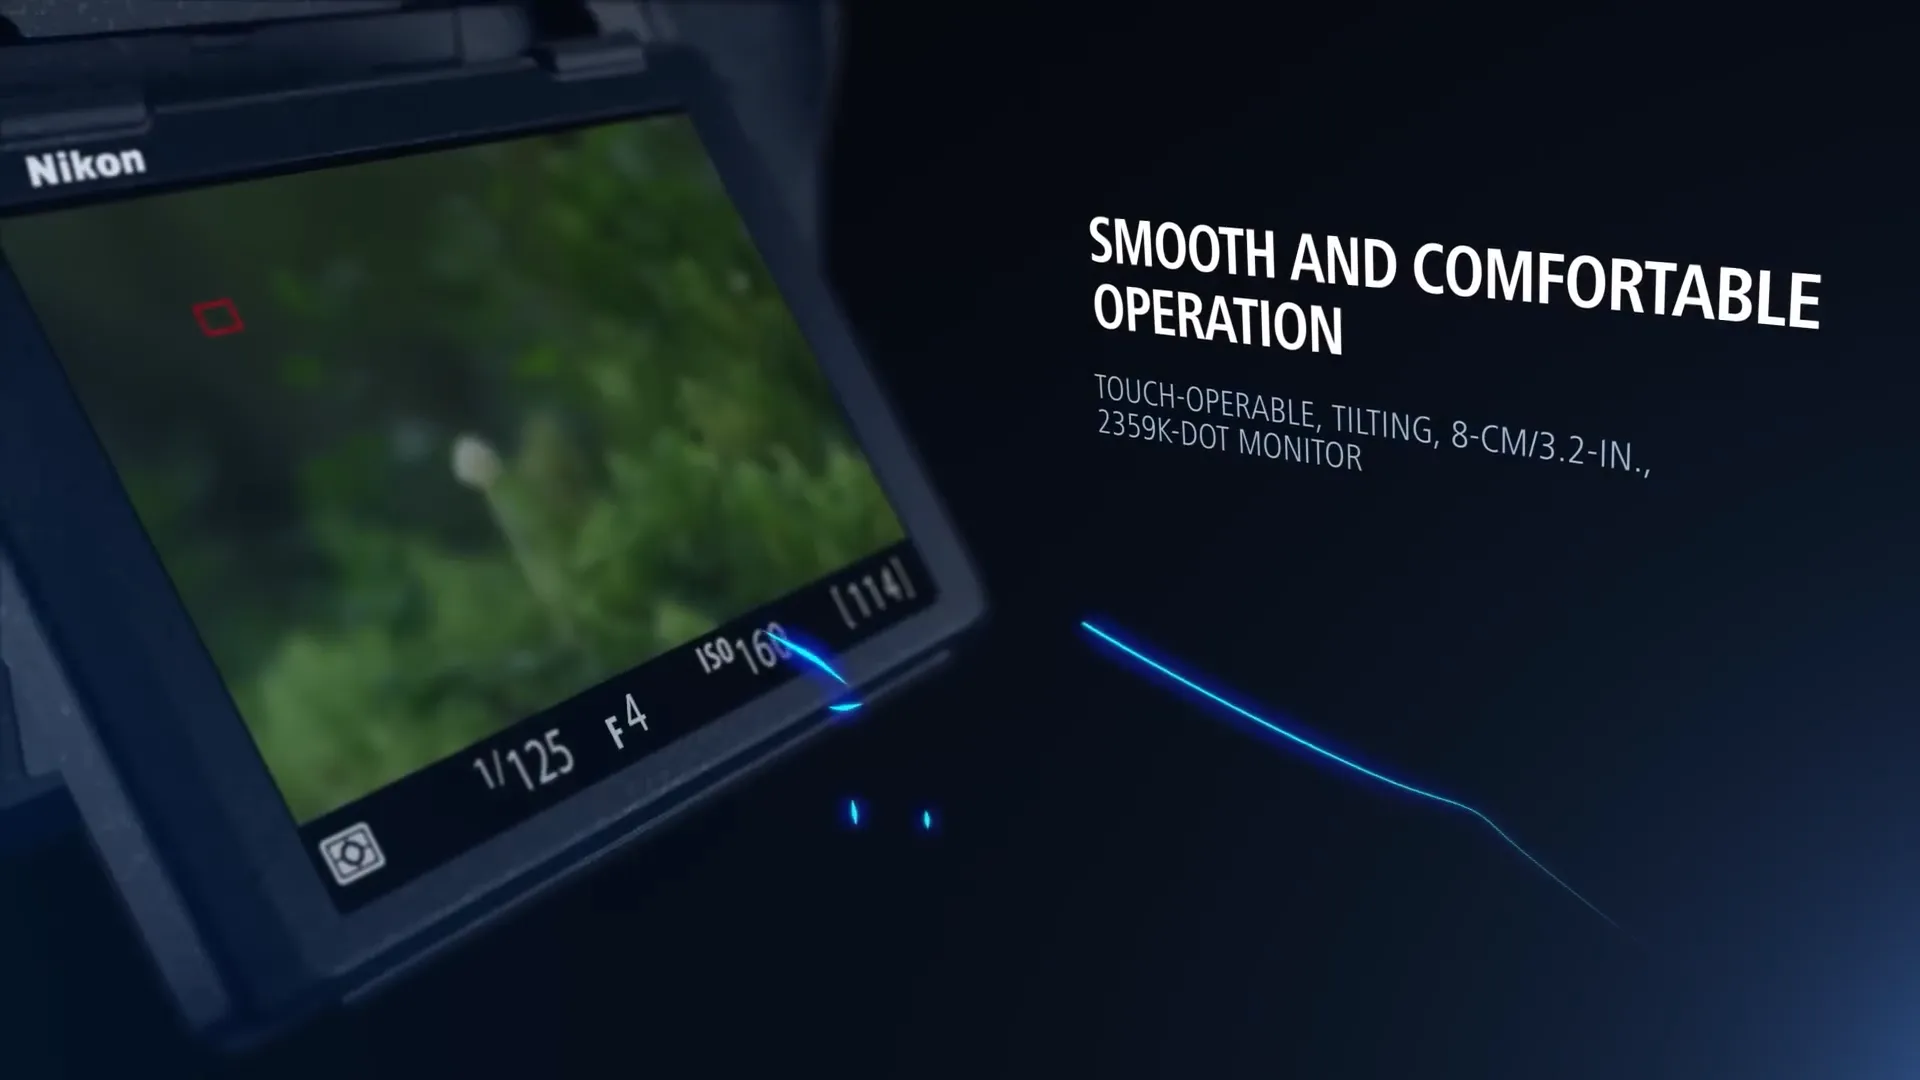 Nikon
SMOOTH AND COMFORTABLE
OPERATION
TOUCH-OPERABLE, TILTING, 8-CM/3.2-IN.,
2359K-DOT MONITOR
1/125 F4 ISO 160 [114]